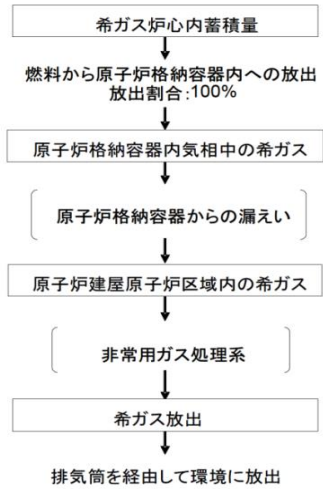 希ガス炉心内蓄積量
燃料から原子炉格納容器内への放出
放出割合:100%
原子炉格納容器内気相中の希ガス
原子炉格納容器からの漏えい
原子炉建屋原子炉区域内の希ガス
非常用ガス処理系
希ガス放出
排気筒を経由して環境に放出